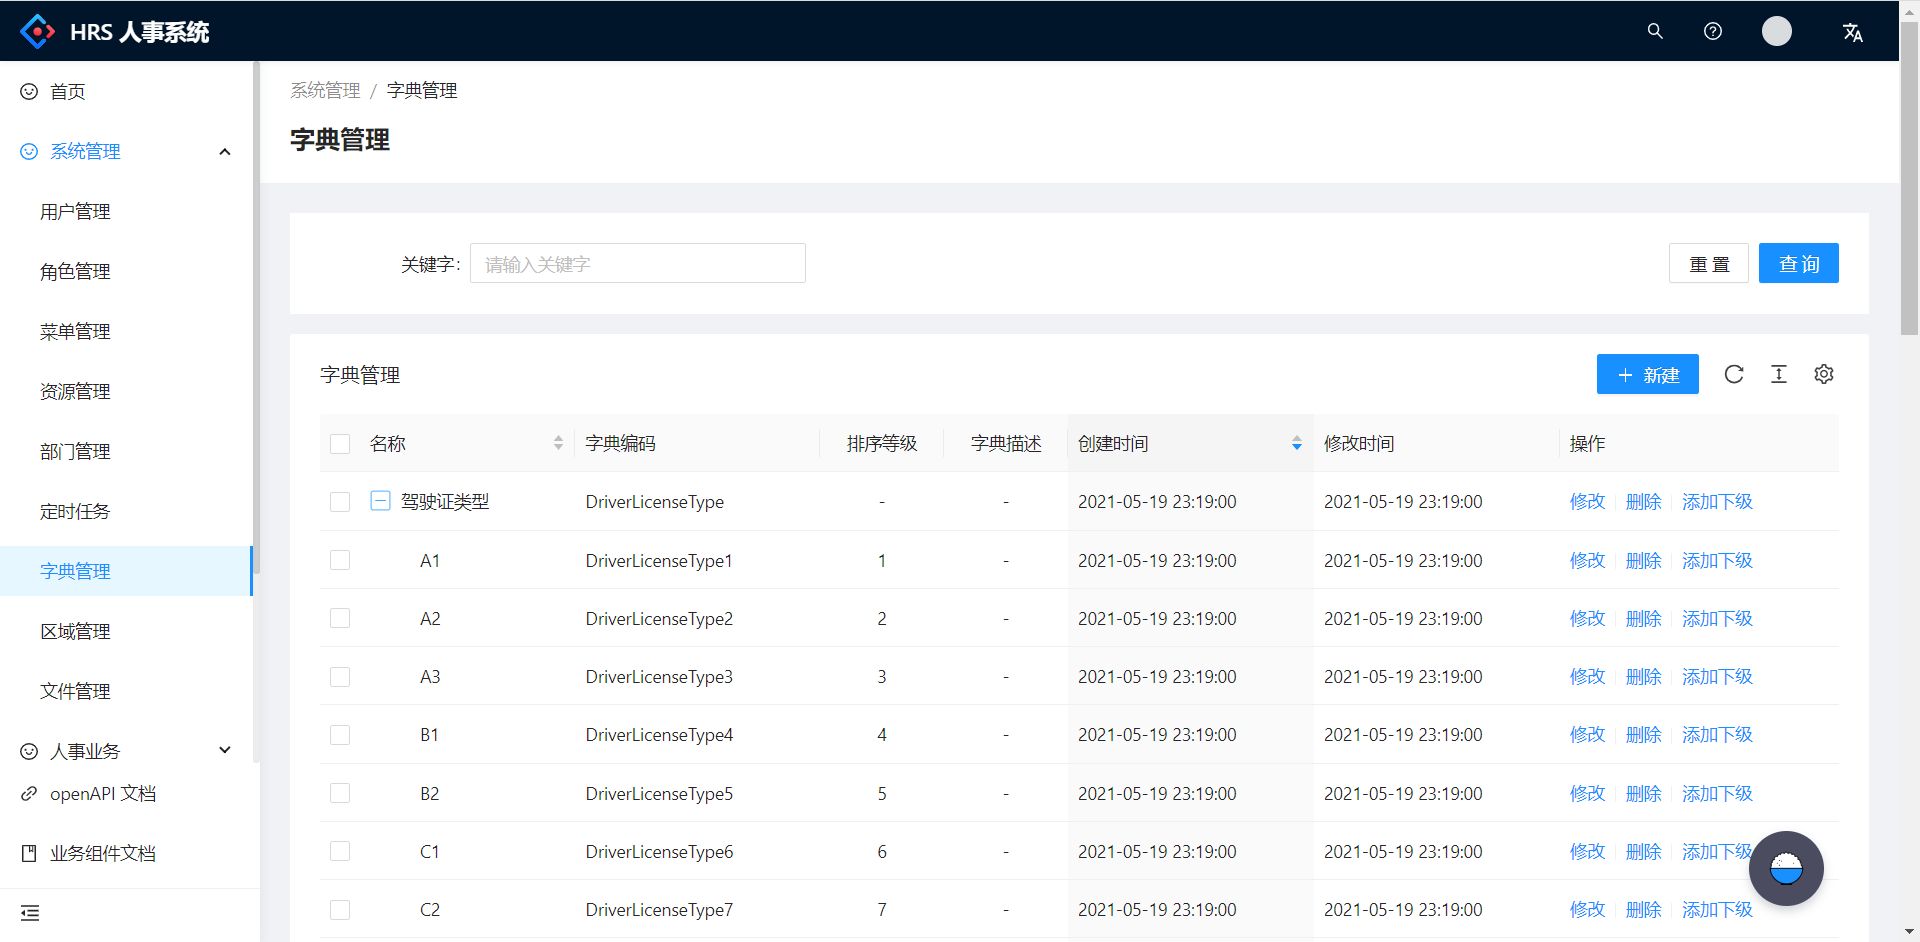 HRS 人事系统
首页
系统管理
用户管理
角色管理
菜单管理
资源管理
部门管理
定时任务
字典管理
区域管理
文件管理
人事业务
openAPI 文档
业务组件文档
系统管理 / 字典管理
字典管理
关键字: 请输入关键字 重 置 查 询
字典管理 + 新建
名称 字典编码 排序等级 字典描述 创建时间 修改时间 操作
驾驶证类型 DriverLicenseType - - 2021-05-19 23:19:00 2021-05-19 23:19:00 修改 删除 添加下级
A1 DriverLicenseType1 1 - 2021-05-19 23:19:00 2021-05-19 23:19:00 修改 删除 添加下级
A2 DriverLicenseType2 2 - 2021-05-19 23:19:00 2021-05-19 23:19:00 修改 删除 添加下级
A3 DriverLicenseType3 3 - 2021-05-19 23:19:00 2021-05-19 23:19:00 修改 删除 添加下级
B1 DriverLicenseType4 4 - 2021-05-19 23:19:00 2021-05-19 23:19:00 修改 删除 添加下级
B2 DriverLicenseType5 5 - 2021-05-19 23:19:00 2021-05-19 23:19:00 修改 删除 添加下级
C1 DriverLicenseType6 6 - 2021-05-19 23:19:00 2021-05-19 23:19:00 修改 删除 添加下级
C2 DriverLicenseType7 7 - 2021-05-19 23:19:00 2021-05-19 23:19:00 修改 删除 添加下级